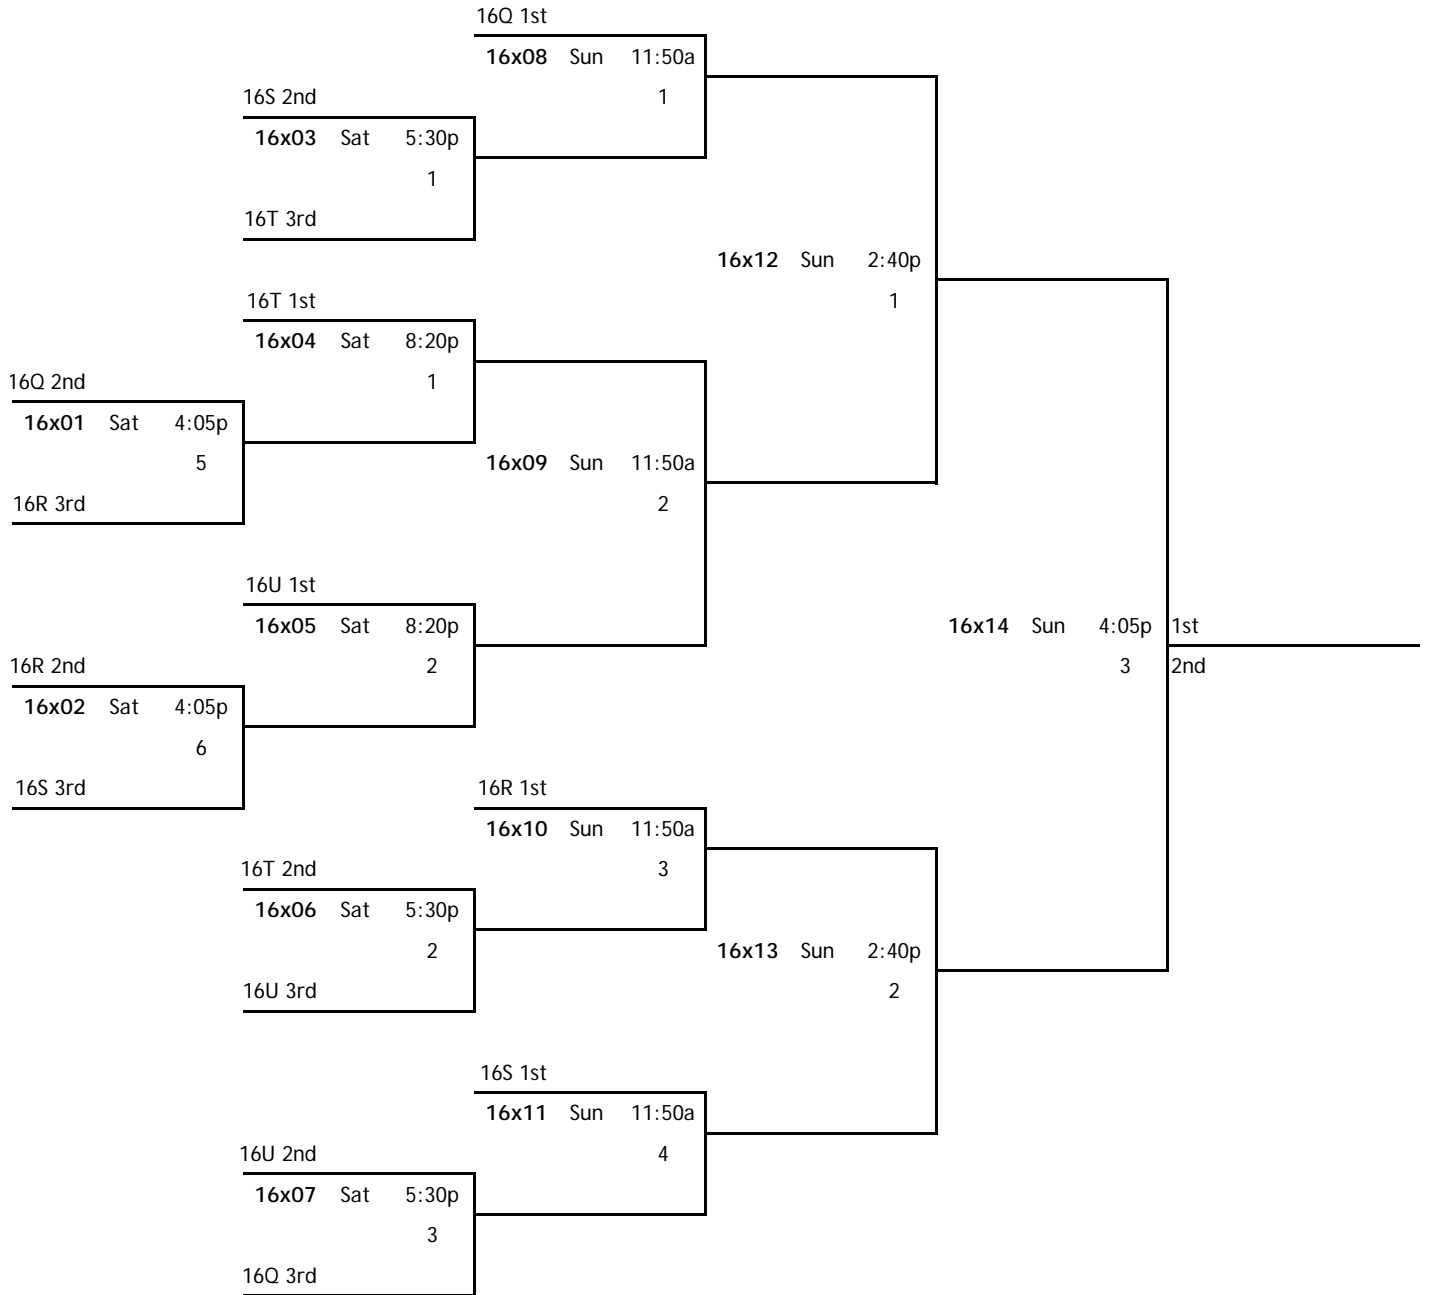 16Q 1st
16x08 Sun 11:50a
16S 2nd
1
16x03 Sat 5:30p
1
16T 3rd
16x12 Sun 2:40p
16T 1st
1
16x04 Sat 8:20p
16Q 2nd
1
16x01 Sat 4:05p
5
16x09 Sun 11:50a
16R 3rd
2
16U 1st
16x05 Sat 8:20p
16x14 Sun 4:05p 1st
16R 2nd
2
3 2nd
16x02 Sat 4:05p
6
16S 3rd
16R 1st
16x10 Sun 11:50a
16T 2nd
3
16x06 Sat 5:30p
2
16x13 Sun 2:40p
16U 3rd
2
16S 1st
16x11 Sun 11:50a
16U 2nd
4
16x07 Sat 5:30p
3
16Q 3rd